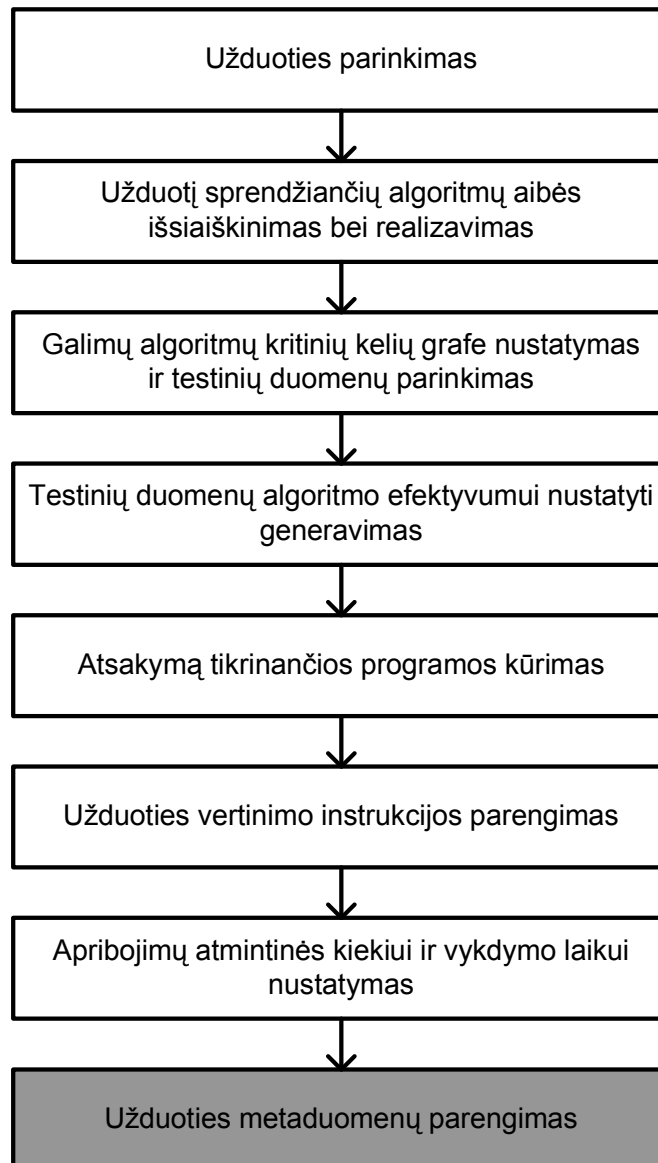 Užduoties parinkimas
Užduotį sprendžiančių algoritmų aibės
išsiaiškinimas bei realizavimas
Galimų algoritmų kritinių kelių grafe nustatymas
ir testinių duomenų parinkimas
Testinių duomenų algoritmo efektyvumui nustatyti
generavimas
Atsakymą tikrinančios programos kūrimas
Užduoties vertinimo instrukcijos parengimas
Apribojimų atmintinės kiekiui ir vykdymo laikui
nustatymas
Užduoties metaduomenų parengimas